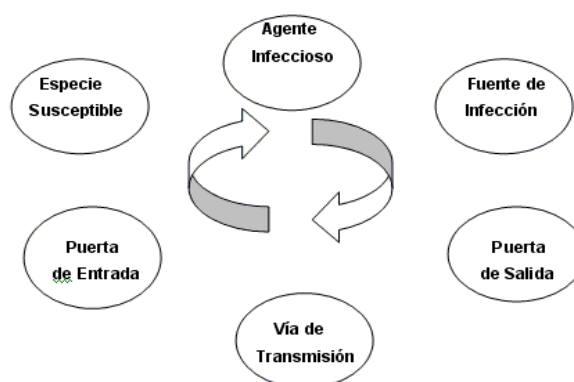 Agente
Infeccioso
Especie
Susceptible
Fuente de
Infección
Puerta
de Entrada
Puerta
de Salida
Vía de
Transmisión